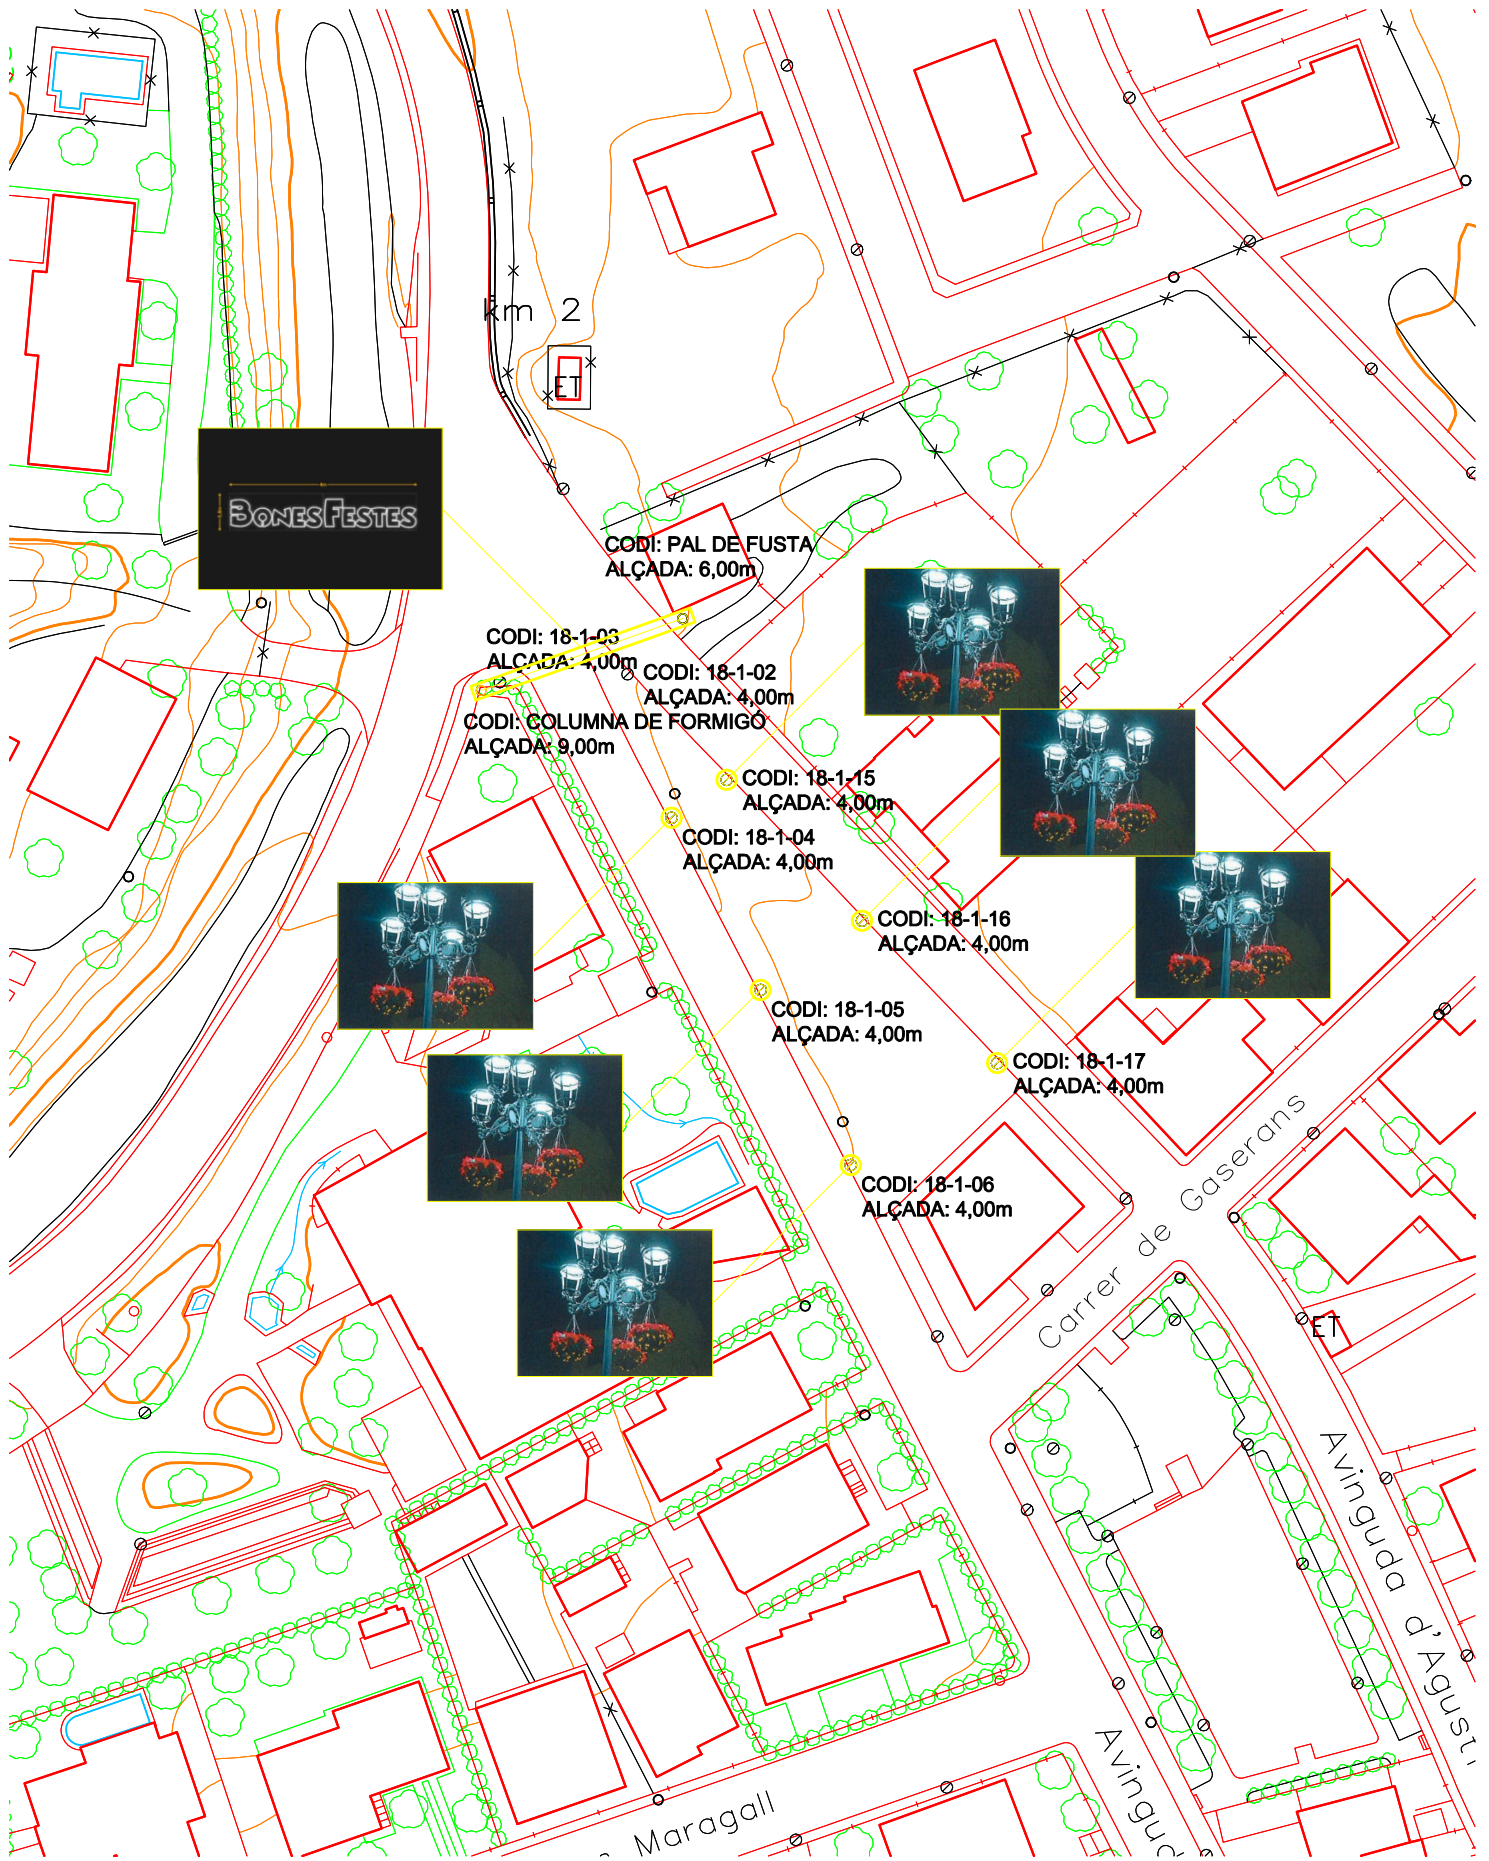 km 2
ET
BONESFESTES
CODI: PAL DE FUSTA
ALÇADA: 6,00m
CODI: 18-1-03
ALÇADA: 4,00m
CODI: 18-1-02
ALÇADA: 4,00m
CODI: COLUMNA DE FORMIGÓ
ALÇADA: 9,00m
CODI: 18-1-15
ALÇADA: 4,00m
CODI: 18-1-04
ALÇADA: 4,00m
CODI: 18-1-16
ALÇADA: 4,00m
CODI: 18-1-05
ALÇADA: 4,00m
CODI: 18-1-17
ALÇADA: 4,00m
CODI: 18-1-06
ALÇADA: 4,00m
Carrer de Gaserans
ET
Avinguda d'Agustí
Avinguda
Maragall